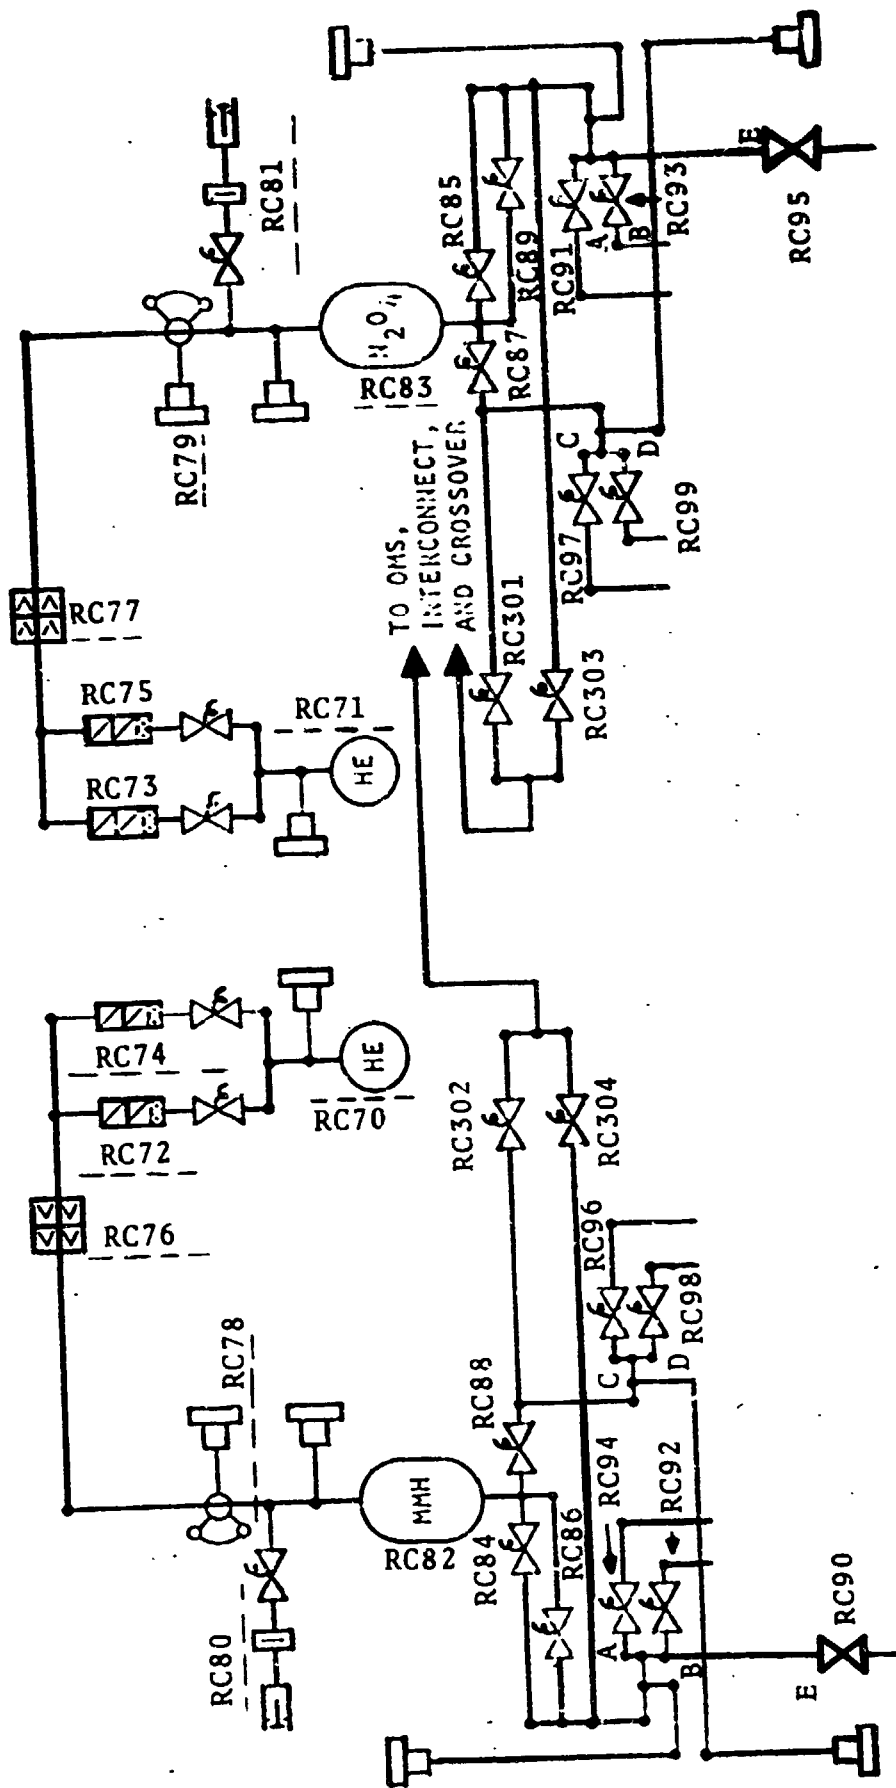 RC81
RC79
N2O4
RC83
RC77
RC75
RC73
RC71
HE
TO OMS,
INTERCONNECT,
AND CROSSOVER
RC85
RC89
RC87
RC91
A
B
RC93
E
RC95
C
D
RC97
RC99
RC301
RC303
RC74
RC72
RC70
HE
RC76
RC78
RC80
MMH
RC82
RC302
RC304
RC96
RC98
C
D
RC88
RC84
RC86
RC94
RC92
A
B
E
RC90